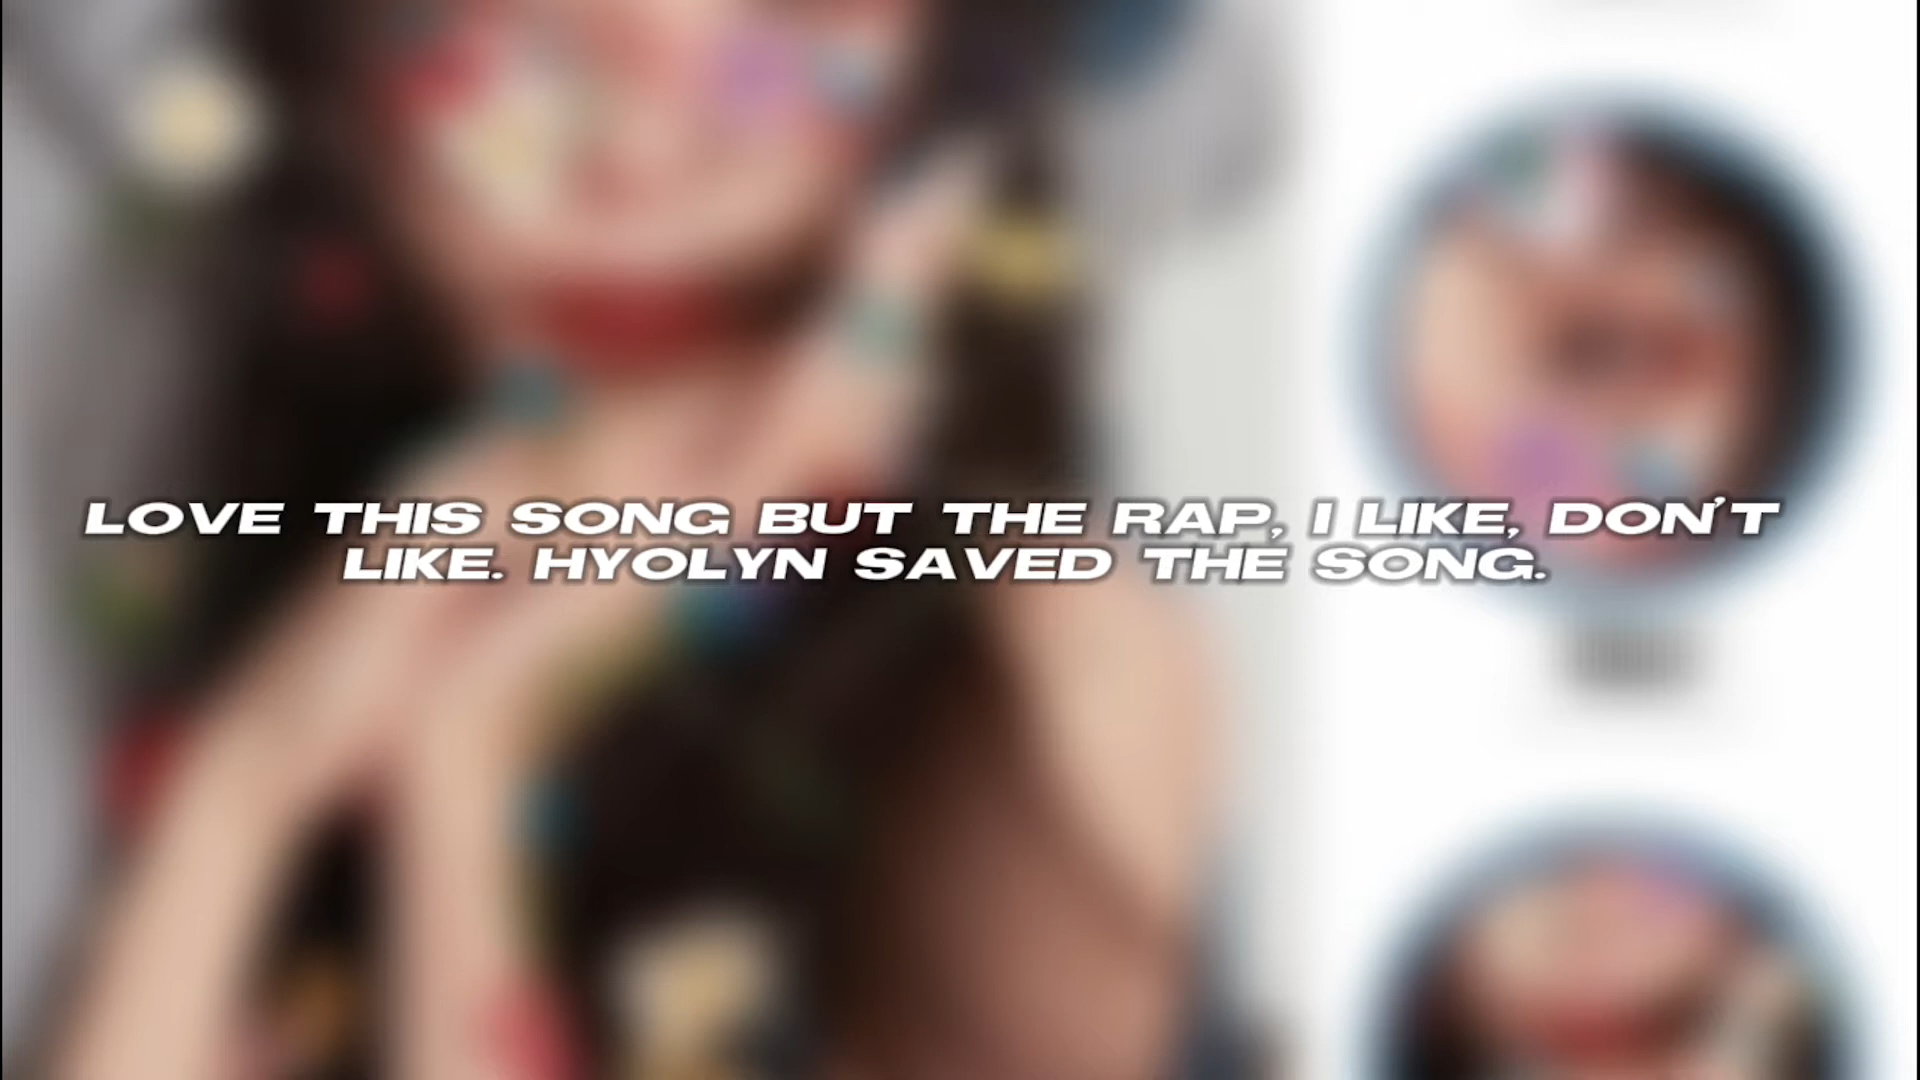 LOVE THIS SONG BUT THE RAP, I LIKE, DON'T
LIKE. HYOLYN SAVED THE SONG.